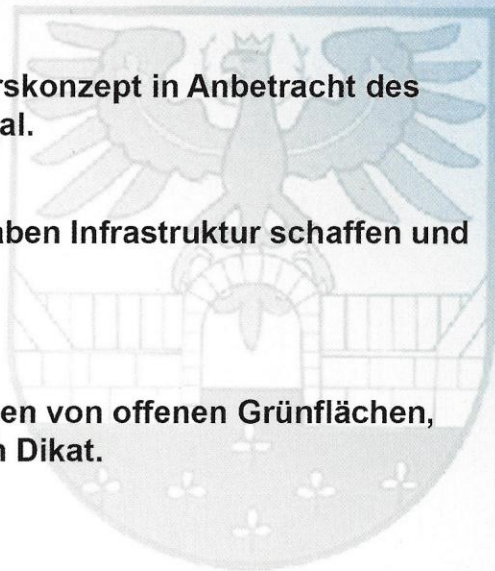 rskonzept in Anbetracht des
al.
aben Infrastruktur schaffen und
en von offenen Grünflächen,
n Dikat.